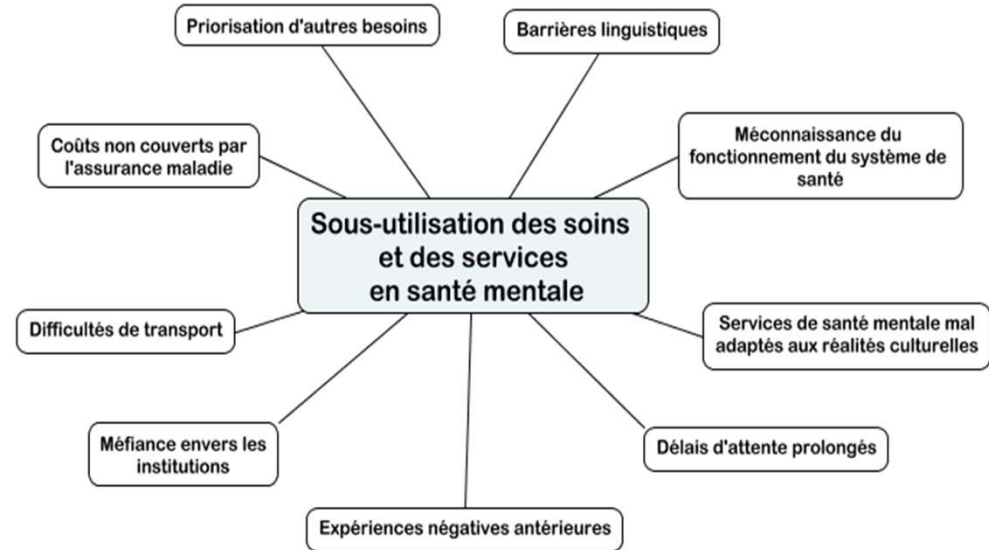 Priorisation d'autres besoins
Barrières linguistiques
Coûts non couverts par
l'assurance maladie
Méconnaissance du
fonctionnement du système de
santé
Sous-utilisation des soins
et des services
en santé mentale
Difficultés de transport
Services de santé mentale mal
adaptés aux réalités culturelles
Méfiance envers les
institutions
Délais d'attente prolongés
Expériences négatives antérieures